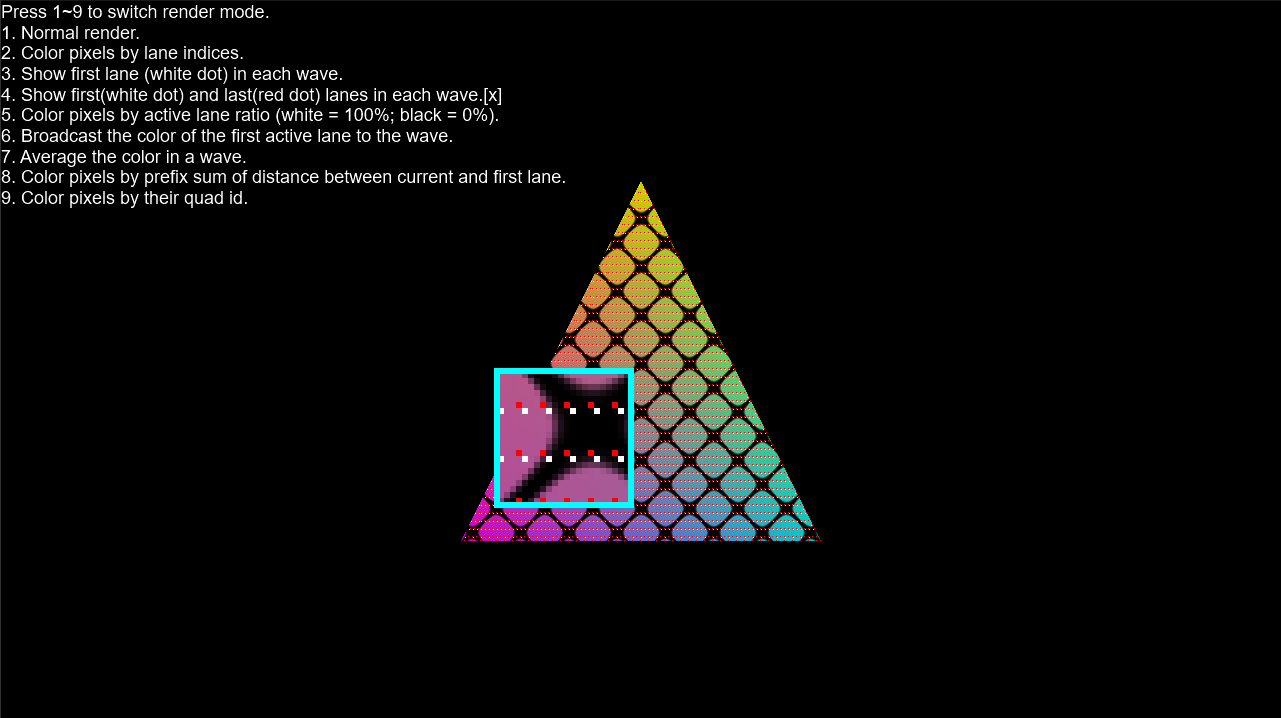 Press 1~9 to switch render mode.
1. Normal render.
2. Color pixels by lane indices.
3. Show first lane (white dot) in each wave.
4. Show first(white dot) and last(red dot) lanes in each wave.[x]
5. Color pixels by active lane ratio (white = 100%; black = 0%).
6. Broadcast the color of the first active lane to the wave.
7. Average the color in a wave.
8. Color pixels by prefix sum of distance between current and first lane.
9. Color pixels by their quad id.